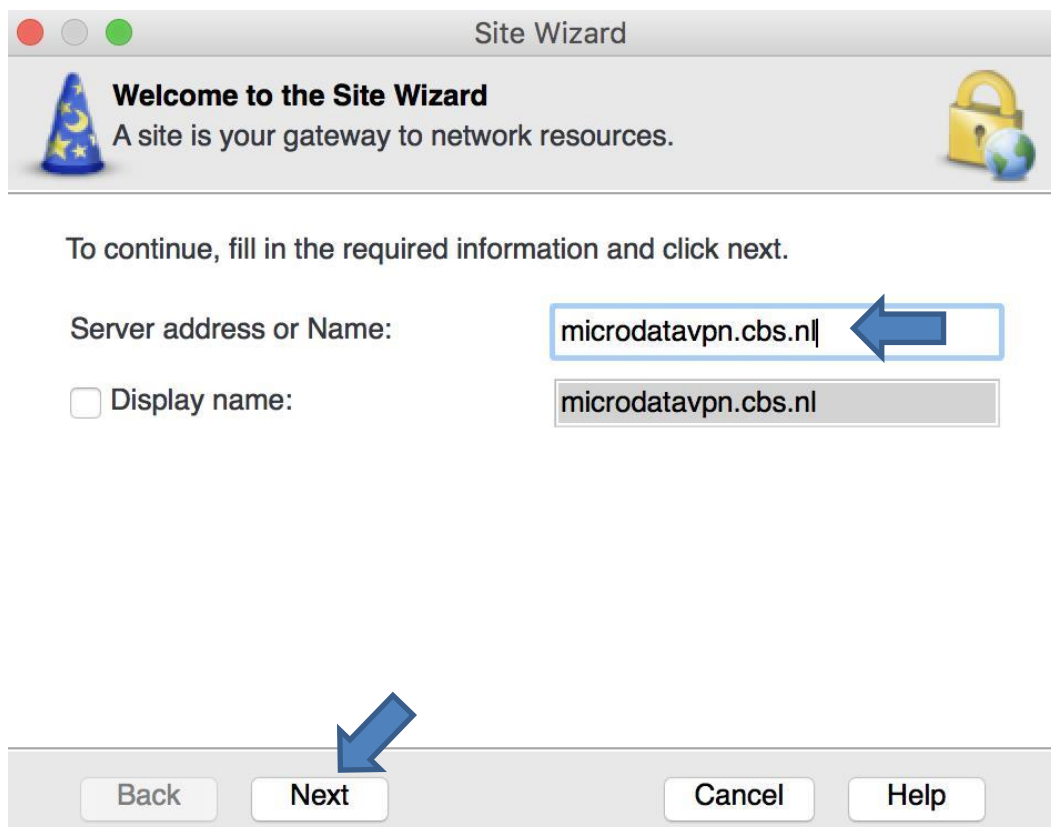 Site Wizard
Welcome to the Site Wizard
A site is your gateway to network resources.
To continue, fill in the required information and click next.
Server address or Name: microdatavpn.cbs.nl
Display name: microdatavpn.cbs.nl
Back Next Cancel Help